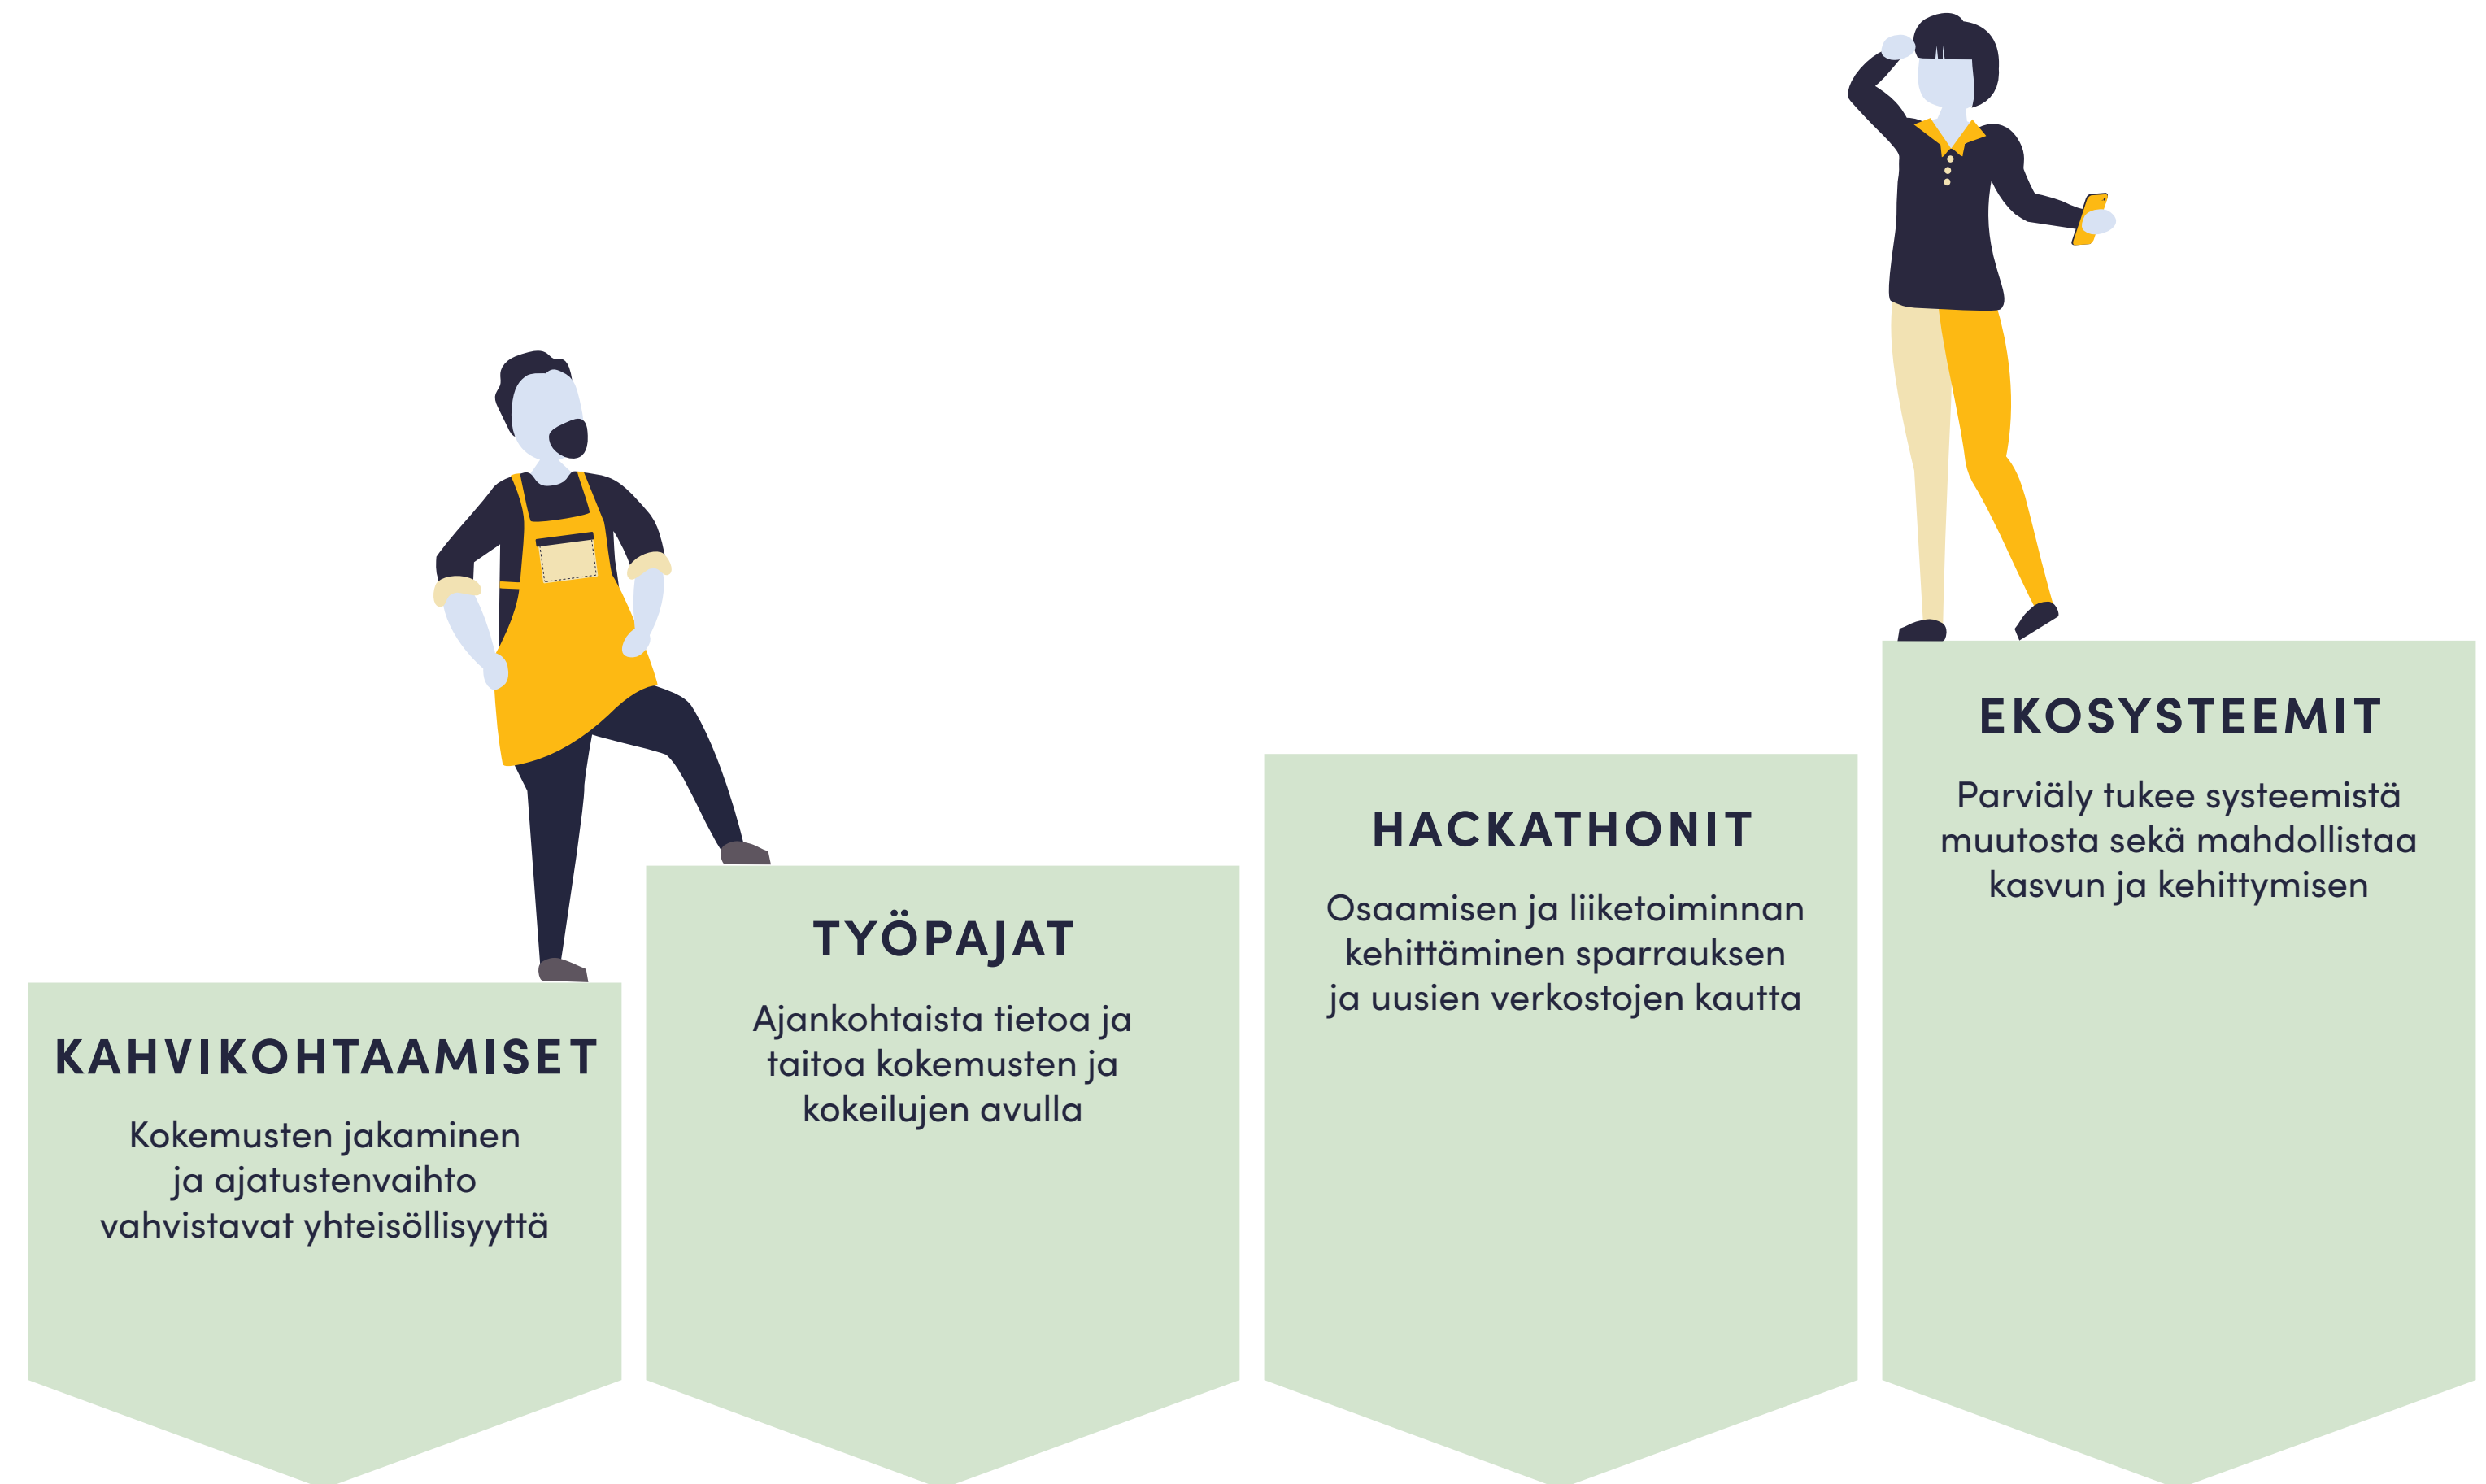 KAHVIKOHTAAMISET
Kokemusten jakaminen
ja ajatustenvaihto
vahvistavat yhteisöllisyyttä
TYÖPAJAT
Ajankohtaista tietoa ja
taitoa kokemusten ja
kokeilujen avulla
HACKATHONIT
Osaamisen ja liiketoiminnan
kehittäminen sparrauksen
ja uusien verkostojen kautta
EKOSYSTEEMIT
Parviäly tukee systeemistä
muutosta sekä mahdollistaa
kasvun ja kehittymisen